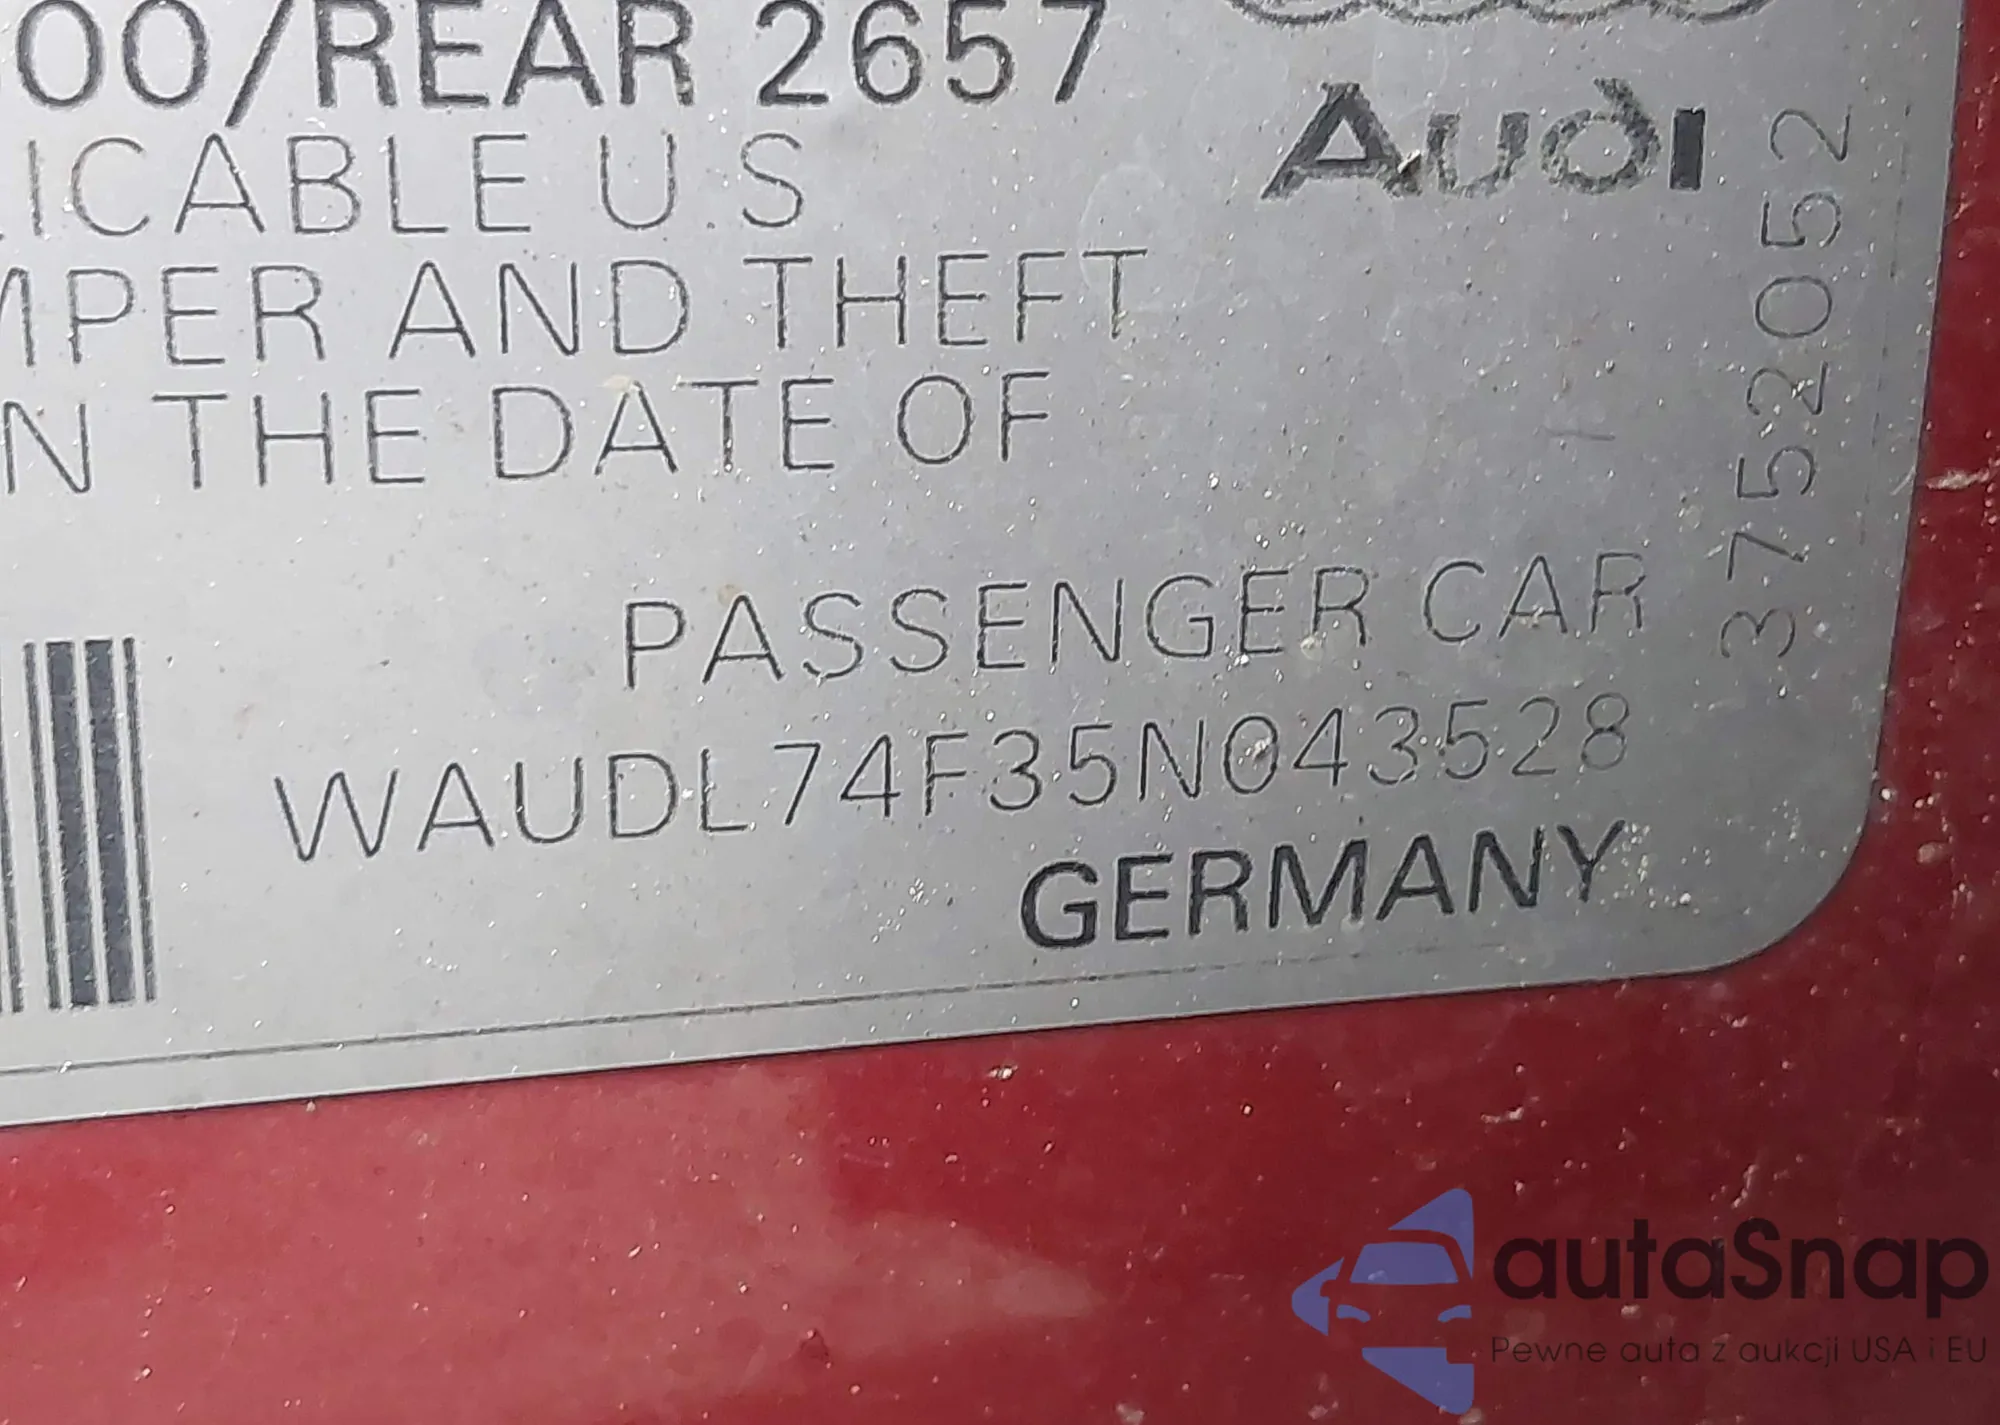 00/REAR 2657
LICABLE U.S
MPER AND THEFT
N THE DATE OF
PASSENGER CAR
WAUDL74F35N043528
GERMANY
Audi
3752052
autaSnap
Pewne auta z aukcji USA i EU